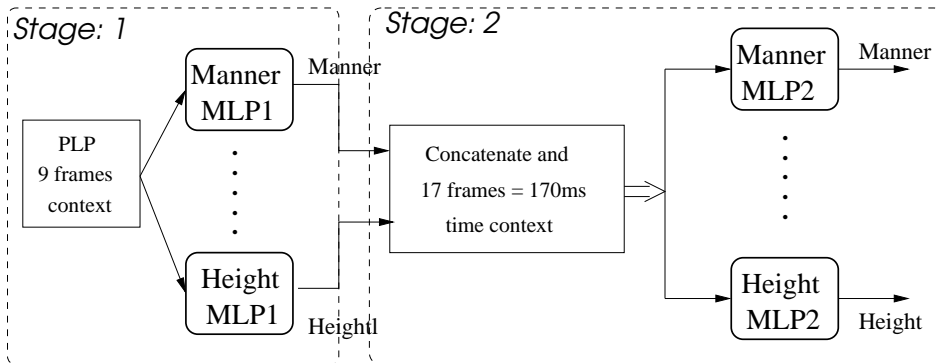 Stage: 1
Stage: 2
Manner
MLP1
Manner
PLP
9 frames
context
Height
MLP1
Heightl
Concatenate and
17 frames = 170ms
time context
Manner
MLP2
Manner
Height
MLP2
Height